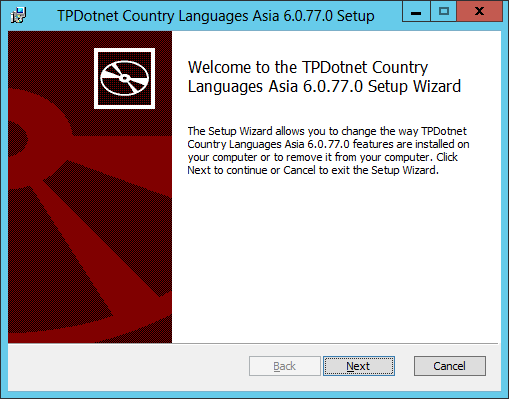 TPDotnet Country Languages Asia 6.0.77.0 Setup
Welcome to the TPDotnet Country
Languages Asia 6.0.77.0 Setup Wizard
The Setup Wizard allows you to change the way TPDotnet
Country Languages Asia 6.0.77.0 features are installed on
your computer or to remove it from your computer. Click
Next to continue or Cancel to exit the Setup Wizard.
Back Next Cancel